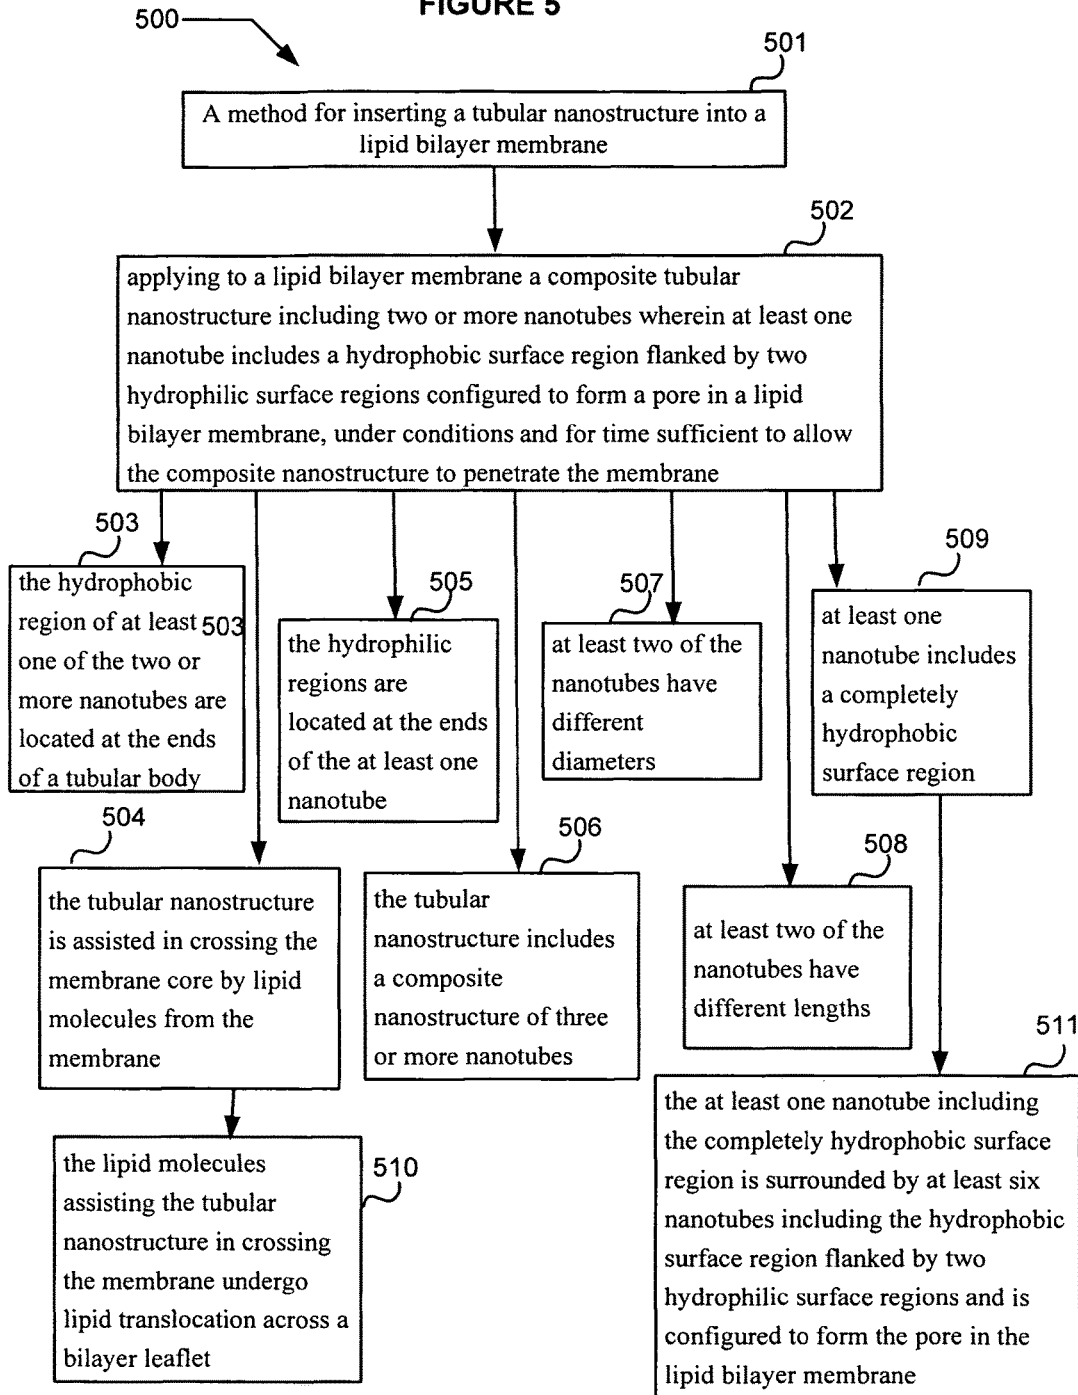 FIGURE 5
500
501
A method for inserting a tubular nanostructure into a
lipid bilayer membrane
502
applying to a lipid bilayer membrane a composite tubular
nanostructure including two or more nanotubes wherein at least one
nanotube includes a hydrophobic surface region flanked by two
hydrophilic surface regions configured to form a pore in a lipid
bilayer membrane, under conditions and for time sufficient to allow
the composite nanostructure to penetrate the membrane
503
the hydrophobic
region of at least 503
one of the two or
more nanotubes are
located at the ends
of a tubular body
505
the hydrophilic
regions are
located at the ends
of the at least one
nanotube
507
at least two of the
nanotubes have
different
diameters
509
at least one
nanotube includes
a completely
hydrophobic
surface region
504
the tubular nanostructure
is assisted in crossing the
membrane core by lipid
molecules from the
membrane
506
the tubular
nanostructure includes
a composite
nanostructure of three
or more nanotubes
508
at least two of the
nanotubes have
different lengths
510
the lipid molecules
assisting the tubular
nanostructure in crossing
the membrane undergo
lipid translocation across a
bilayer leaflet
511
the at least one nanotube including
the completely hydrophobic surface
region is surrounded by at least six
nanotubes including the hydrophobic
surface region flanked by two
hydrophilic surface regions and is
configured to form the pore in the
lipid bilayer membrane